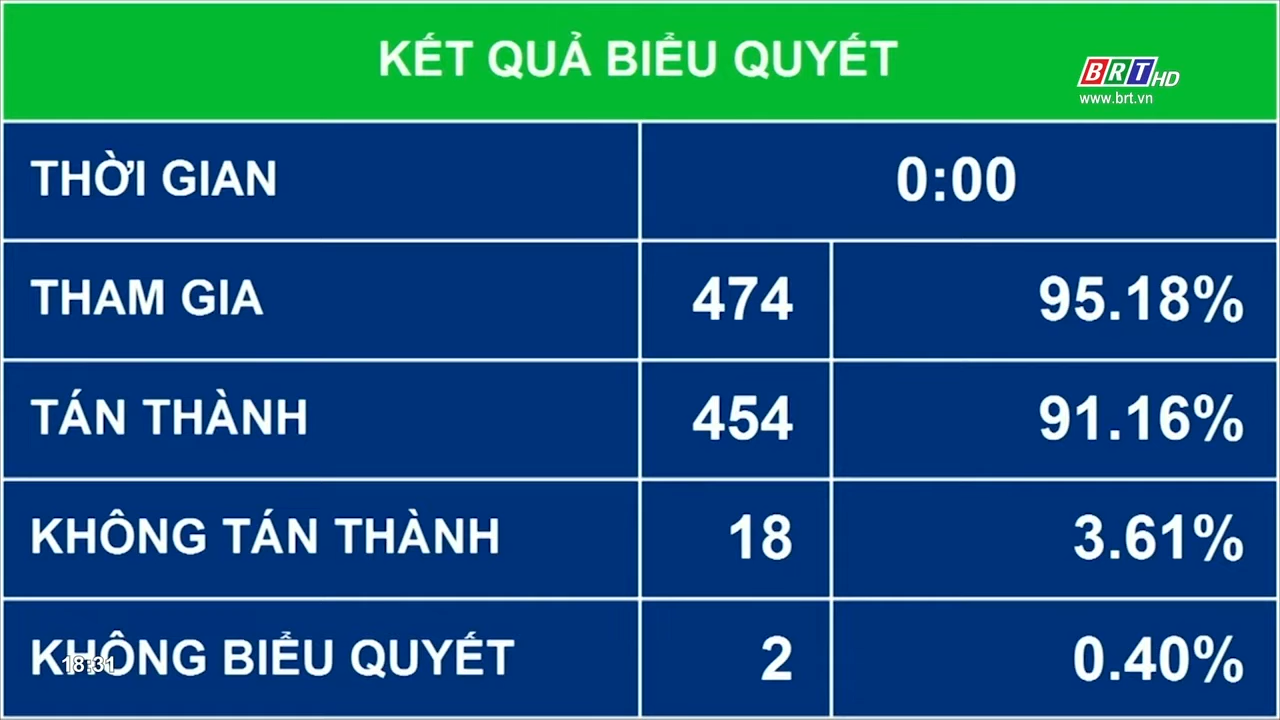 KẾT QUẢ BIỂU QUYẾT
BRT HD
www.brt.vn
THỜI GIAN 0:00
THAM GIA 474 95.18%
TÁN THÀNH 454 91.16%
KHÔNG TÁN THÀNH 18 3.61%
KHÔNG BIỂU QUYẾT 2 0.40%
18:31